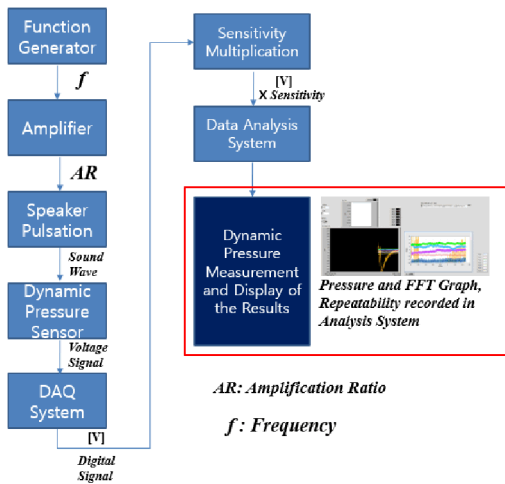 Function
Generator
f
Amplifier
AR
Speaker
Pulsation
Sound
Wave
Dynamic
Pressure
Sensor
Voltage
Signal
DAQ
System
[V]
Digital
Signal
Sensitivity
Multiplication
[V]
X Sensitivity
Data Analysis
System
Dynamic
Pressure
Measurement
and Display of
the Results
Pressure and FFT Graph,
Repeatability recorded in
Analysis System
AR: Amplification Ratio
f : Frequency